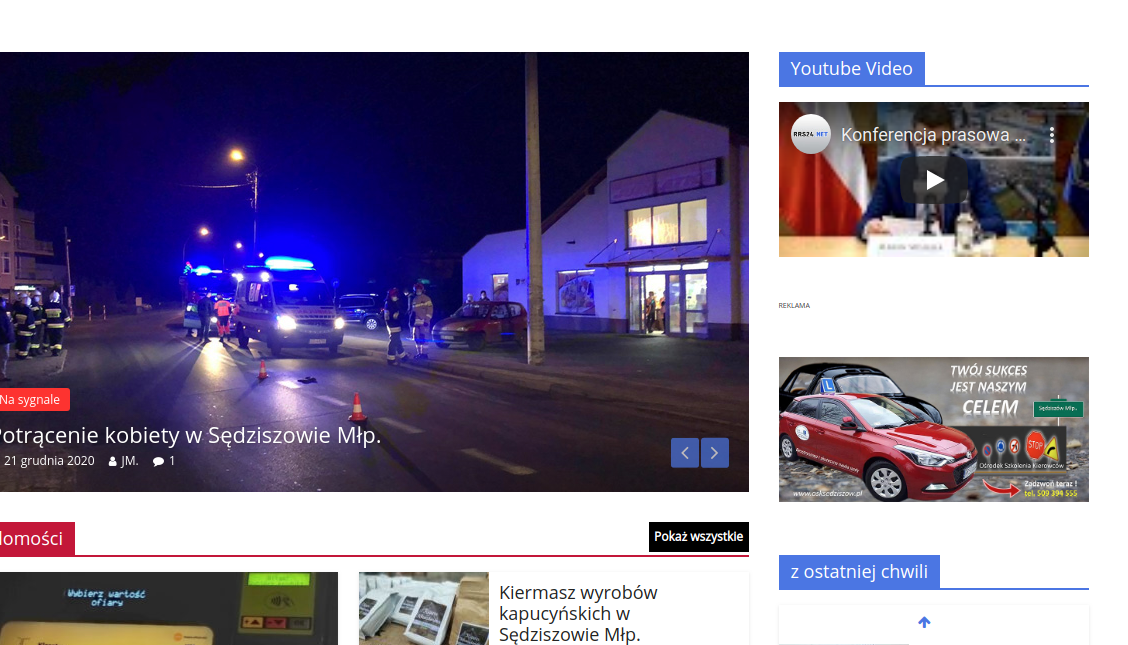 Youtube Video
RRS24 NET
Konferencja prasowa ...
REKLAMA
TWÓJ SUKCES
JEST NASZYM
CELEM
Sędziszów Młp.
L
STOP
Ośrodek Szkolenia Kierowców
Zadzwoń teraz !
tel. 509 394 555
www.osksedziszow.pl
Na sygnale
Potrącenie kobiety w Sędziszowie Młp.
21 grudnia 2020 JM. 1
domości
Pokaż wszystkie
z ostatniej chwili
Wybierz wartość
ofiary
Kiermasz wyrobów
kapucyńskich w
Sędziszowie Młp.